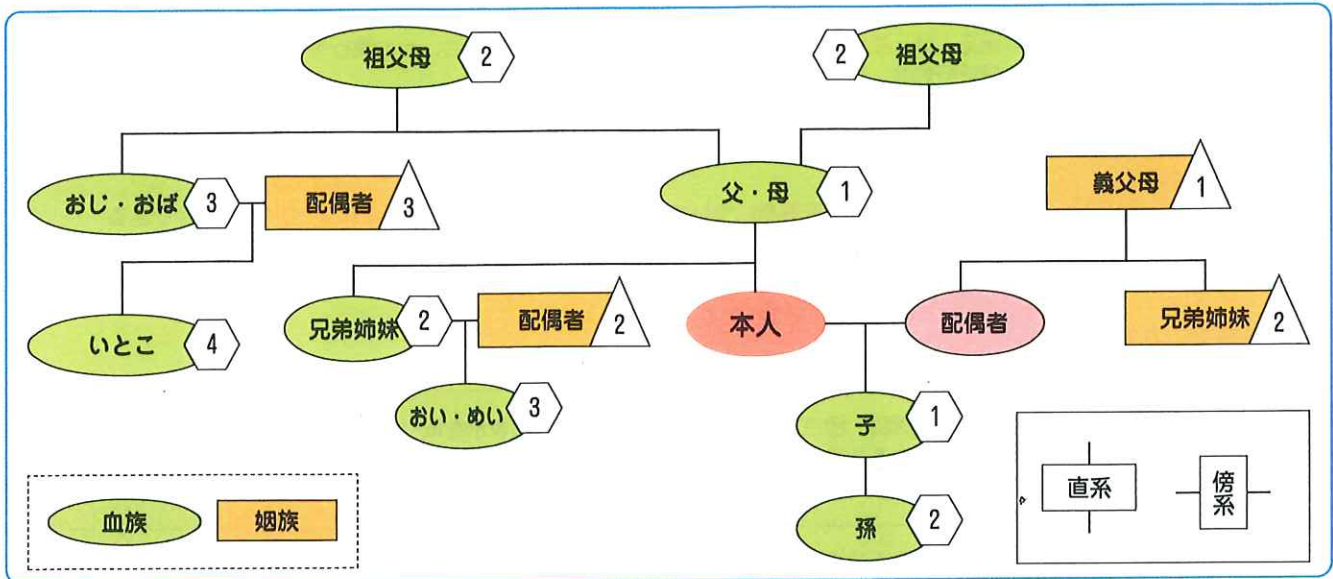 祖父母 2
2 祖父母
おじ・おば 3
配偶者 3
父・母 1
義父母 1
いとこ 4
兄弟姉妹 2
配偶者 2
本人
配偶者
兄弟姉妹 2
おい・めい 3
子 1
孫 2
血族
姻族
直系
傍系